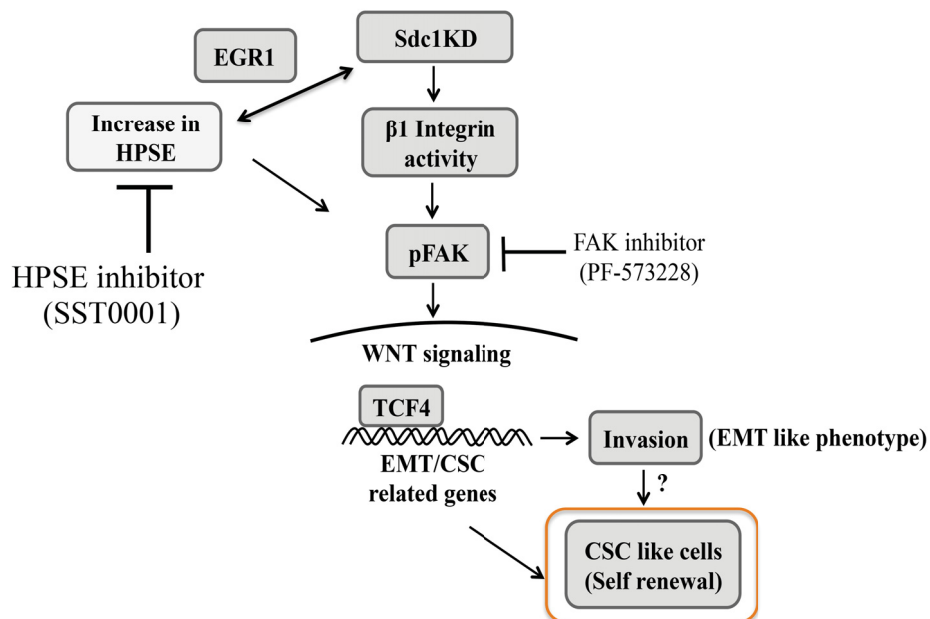 Sdc1KD
EGR1
Increase in
HPSE
β1 Integrin
activity
pFAK
FAK inhibitor
(PF-573228)
HPSE inhibitor
(SST0001)
WNT signaling
TCF4
EMT/CSC
related genes
Invasion (EMT like phenotype)
?
CSC like cells
(Self renewal)